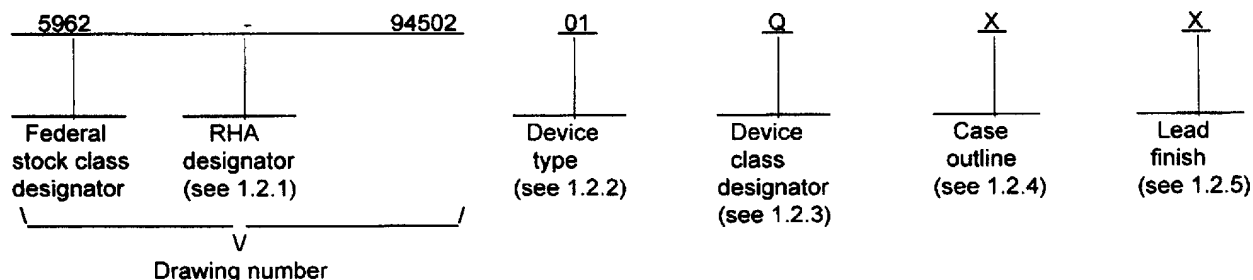 5962 - 94502 01 Q X X
Federal stock class designator
RHA designator (see 1.2.1)
Device type (see 1.2.2)
Device class designator (see 1.2.3)
Case outline (see 1.2.4)
Lead finish (see 1.2.5)
\ / 
V
Drawing number